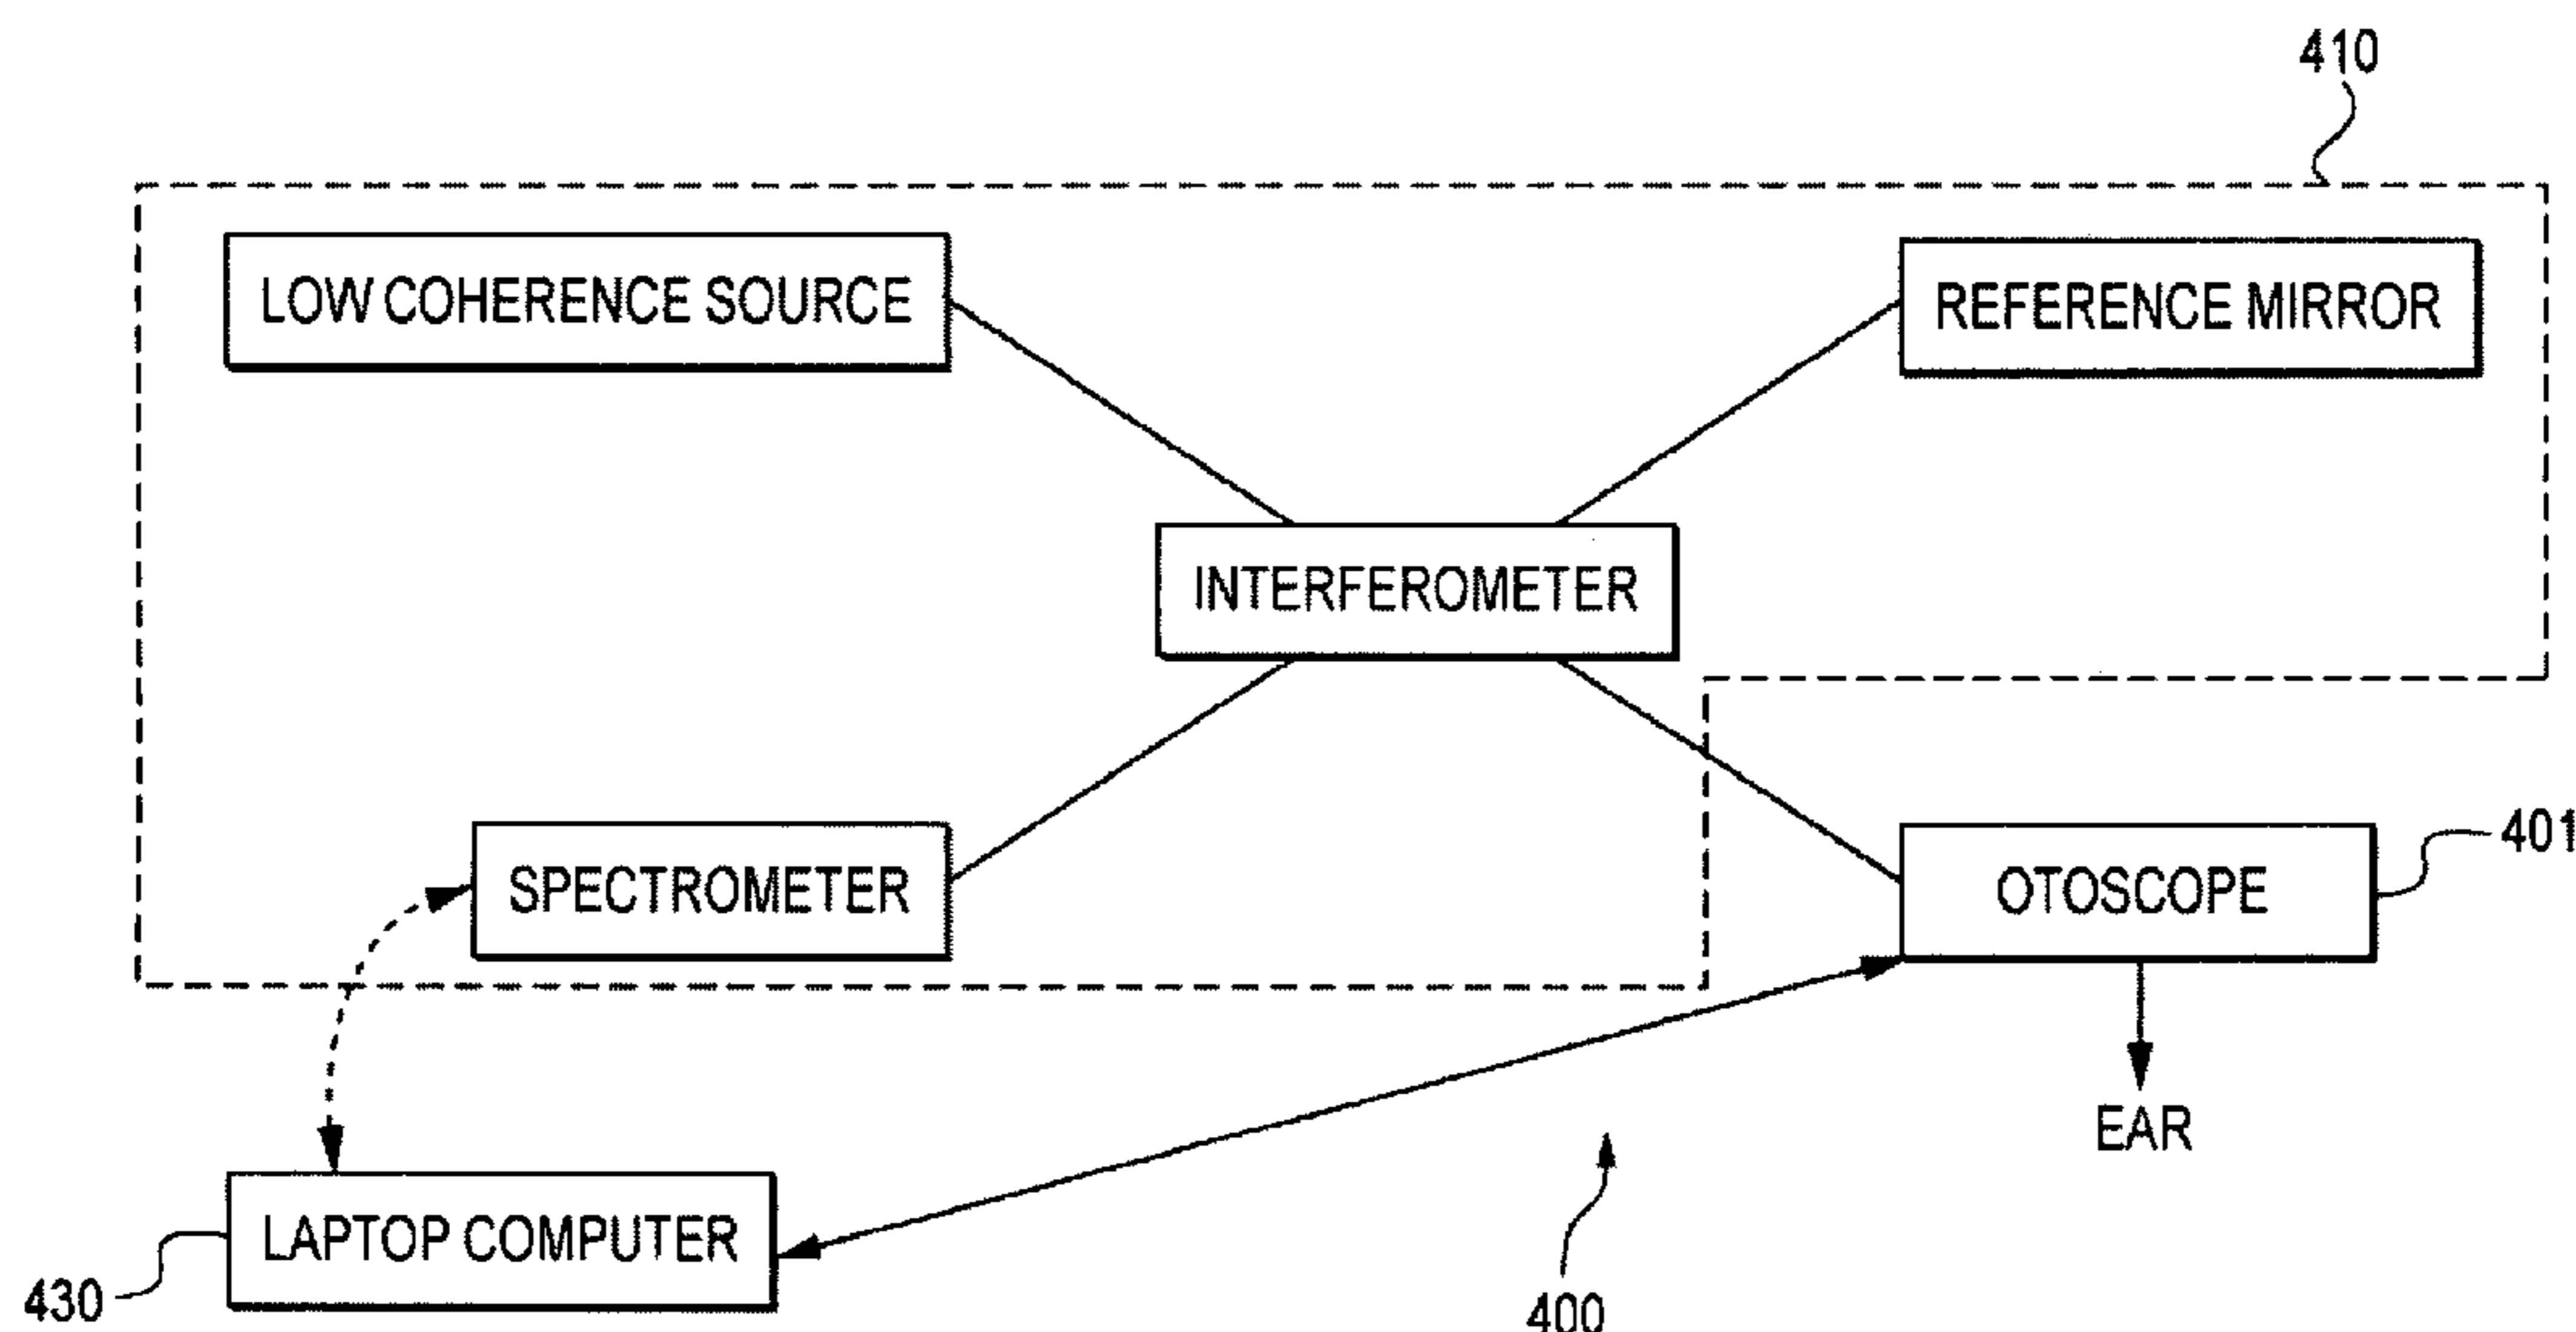 410
LOW COHERENCE SOURCE
REFERENCE MIRROR
INTERFEROMETER
SPECTROMETER
OTOSCOPE
401
EAR
LAPTOP COMPUTER
430
400